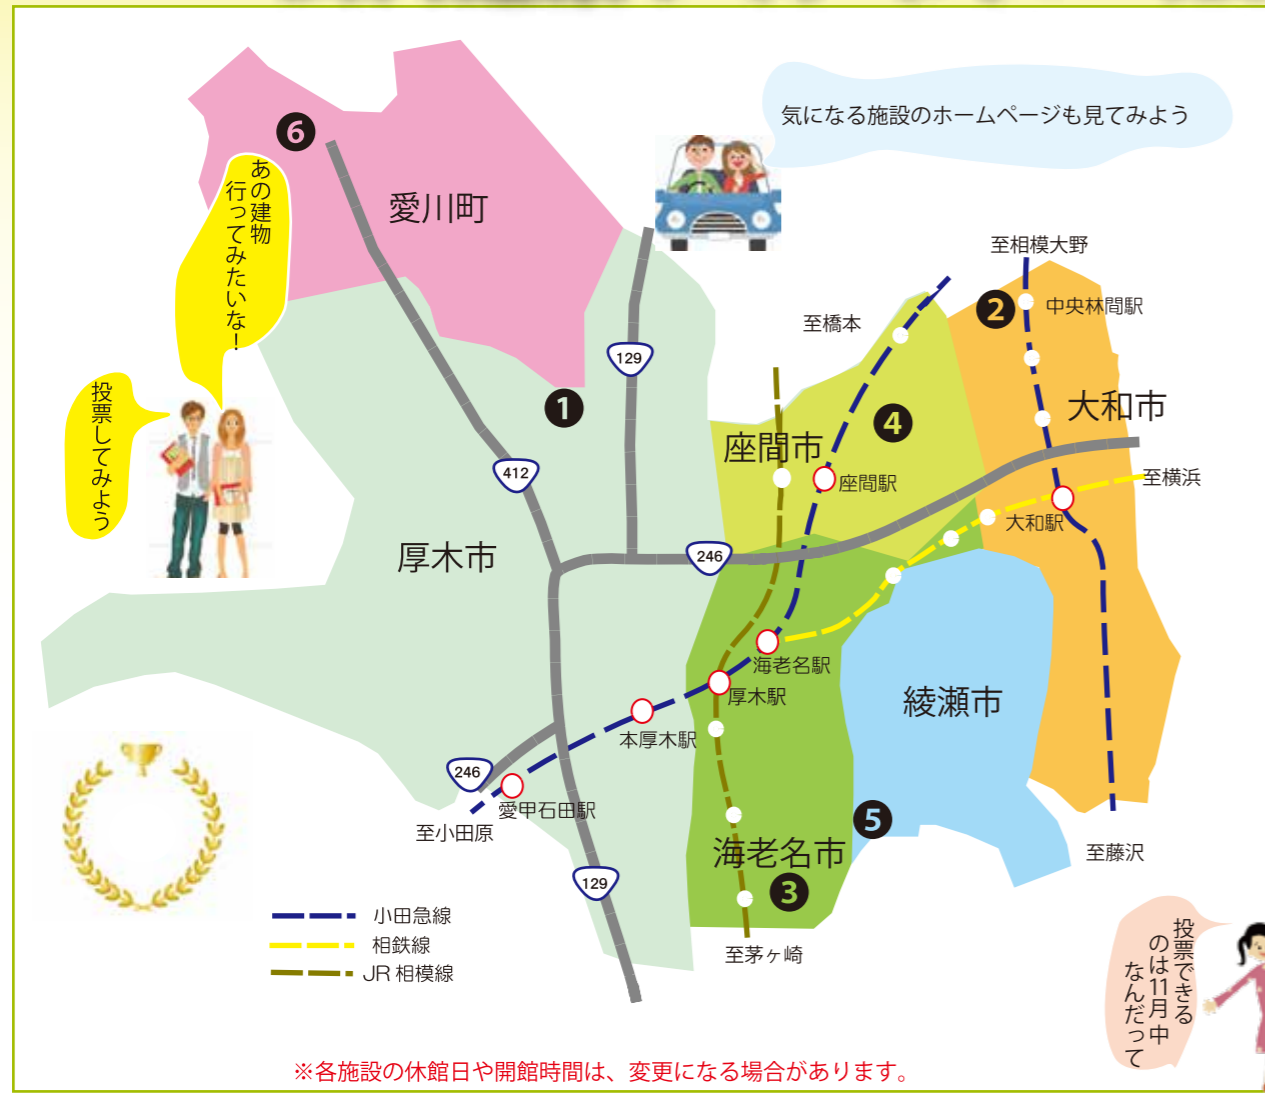 気になる施設のホームページも見てみよう
❻
あの建物
行ってみたいな！
愛川町
至相模大野
❷
中央林間駅
至橋本
129
投票してみよう
❶
大和市
❹
座間市
412
座間駅
至横浜
大和駅
厚木市
246
海老名駅
厚木駅
綾瀬市
本厚木駅
246
愛甲石田駅
至小田原
❺
海老名市
至藤沢
129
❸
小田急線
相鉄線
JR 相模線
至茅ヶ崎
投票できる
のは11月中
なんだって
※各施設の休館日や開館時間は、変更になる場合があります。